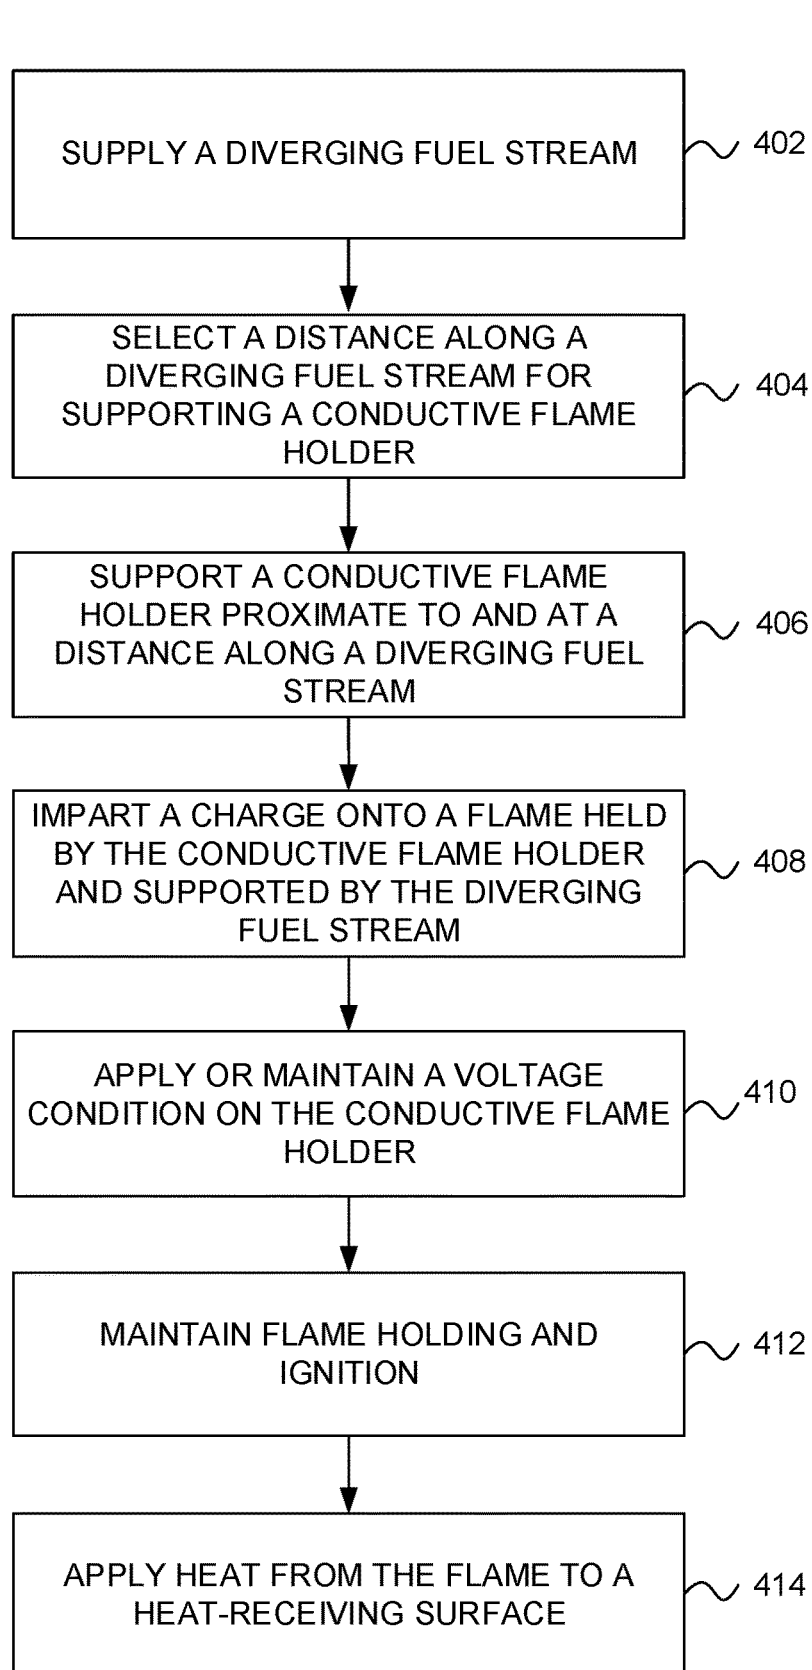 SUPPLY A DIVERGING FUEL STREAM
402
SELECT A DISTANCE ALONG A
DIVERGING FUEL STREAM FOR
SUPPORTING A CONDUCTIVE FLAME
HOLDER
404
SUPPORT A CONDUCTIVE FLAME
HOLDER PROXIMATE TO AND AT A
DISTANCE ALONG A DIVERGING FUEL
STREAM
406
IMPART A CHARGE ONTO A FLAME HELD
BY THE CONDUCTIVE FLAME HOLDER
AND SUPPORTED BY THE DIVERGING
FUEL STREAM
408
APPLY OR MAINTAIN A VOLTAGE
CONDITION ON THE CONDUCTIVE FLAME
HOLDER
410
MAINTAIN FLAME HOLDING AND
IGNITION
412
APPLY HEAT FROM THE FLAME TO A
HEAT-RECEIVING SURFACE
414